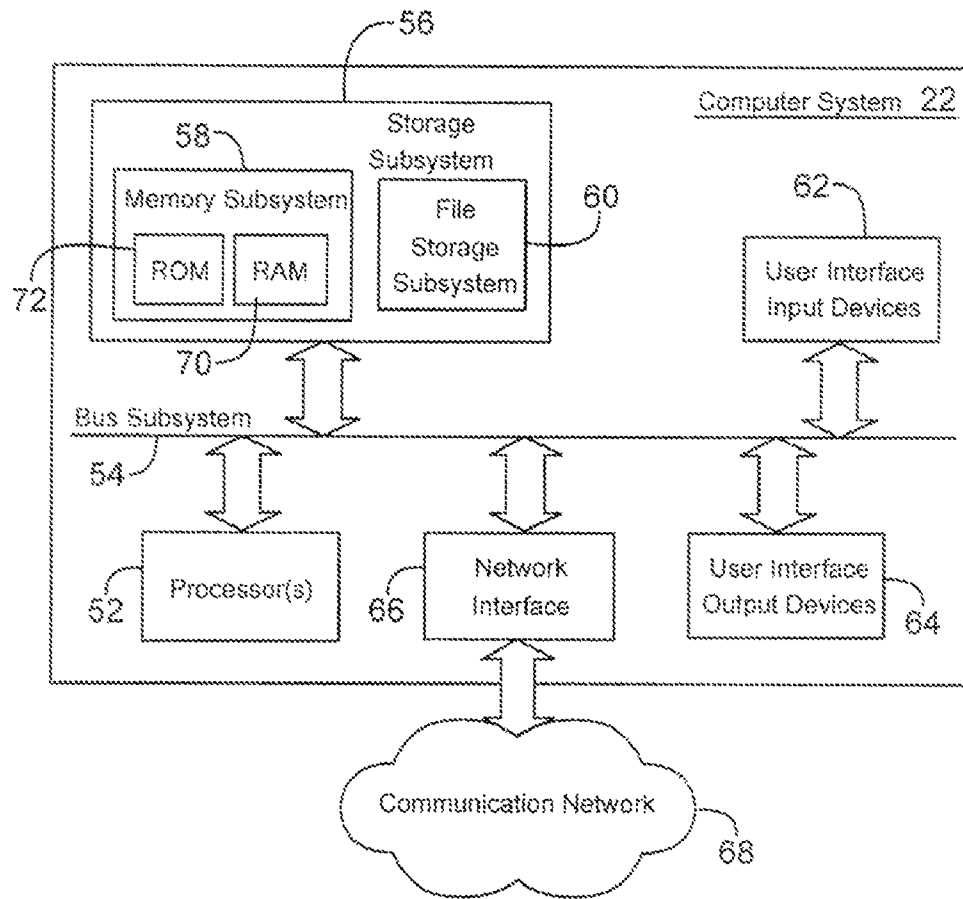 56
Computer System 22
Storage
Subsystem
58
Memory Subsystem
60
File
Storage
Subsystem
62
72
ROM
RAM
User Interface
Input Devices
70
Bus Subsystem
54
Processor(s)
52
Network
Interface
66
User Interface
Output Devices
64
Communication Network
68